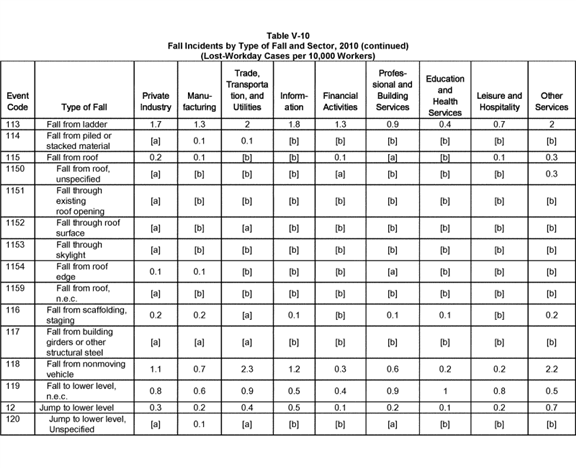 Table V-10
Fall Incidents by Type of Fall and Sector, 2010 (continued)
(Lost-Workday Cases per 10,000 Workers)
Event Code | Type of Fall | Private Industry | Manu-facturing | Trade, Transporta tion, and Utilities | Inform-ation | Financial Activities | Profes-sional and Building Services | Education and Health Services | Leisure and Hospitality | Other Services
113 Fall from ladder 1.7 1.3 2 1.8 1.3 0.9 0.4 0.7 2
114 Fall from piled or stacked material [a] 0.1 0.1 [b] [b] [b] [b] [b] [b]
115 Fall from roof 0.2 0.1 [b] [b] 0.1 [a] [b] 0.1 0.3
1150 Fall from roof, unspecified [a] [b] [b] [b] [a] [b] [b] [b] 0.3
1151 Fall through existing roof opening [a] [b] [b] [b] [b] [b] [b] [b] [b]
1152 Fall through roof surface [a] [b] [a] [b] [b] [b] [b] [b] [b]
1153 Fall through skylight [a] [b] [b] [b] [b] [b] [b] [b] [b]
1154 Fall from roof edge 0.1 0.1 [b] [b] [b] [a] [b] [b] [b]
1159 Fall from roof, n.e.c. [a] [b] [b] [b] [b] [b] [b] [b] [b]
116 Fall from scaffolding, staging 0.2 0.2 [a] 0.1 [b] 0.1 0.1 [b] 0.2
117 Fall from building girders or other structural steel [a] [a] [a] [b] [b] [b] [b] [b] [b]
118 Fall from nonmoving vehicle 1.1 0.7 2.3 1.2 0.3 0.6 0.2 0.2 2.2
119 Fall to lower level, n.e.c. 0.8 0.6 0.9 0.5 0.4 0.9 1 0.8 0.5
12 Jump to lower level 0.3 0.2 0.4 0.5 0.1 0.2 0.1 0.2 0.7
120 Jump to lower level, Unspecified [a] 0.1 [a] [b] [b] [a] [b] [b] [b]